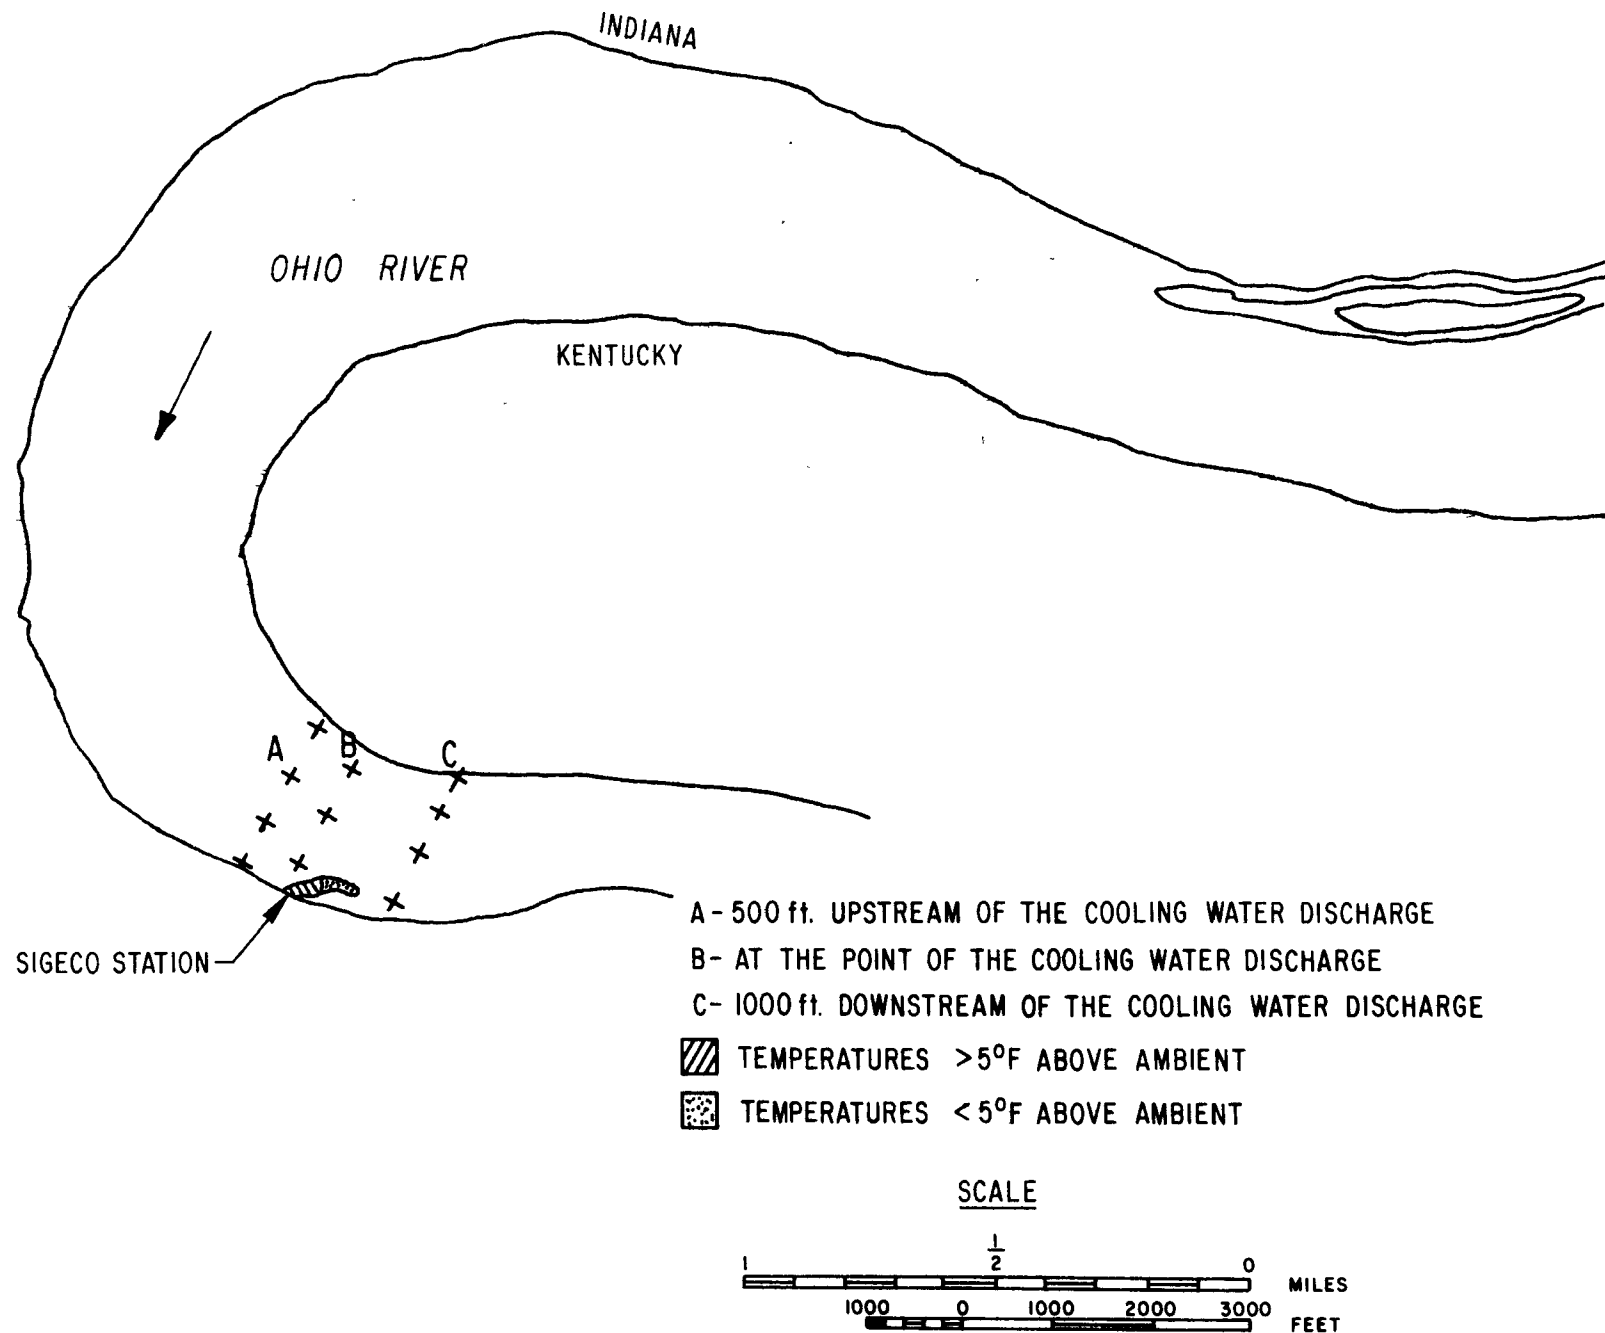 INDIANA
OHIO RIVER
KENTUCKY
A
B
C
SIGECO STATION
A - 500 ft. UPSTREAM OF THE COOLING WATER DISCHARGE
B - AT THE POINT OF THE COOLING WATER DISCHARGE
C - 1000 ft. DOWNSTREAM OF THE COOLING WATER DISCHARGE
TEMPERATURES >5°F ABOVE AMBIENT
TEMPERATURES <5°F ABOVE AMBIENT
SCALE
1 1/2 0 MILES
1000 0 1000 2000 3000 FEET